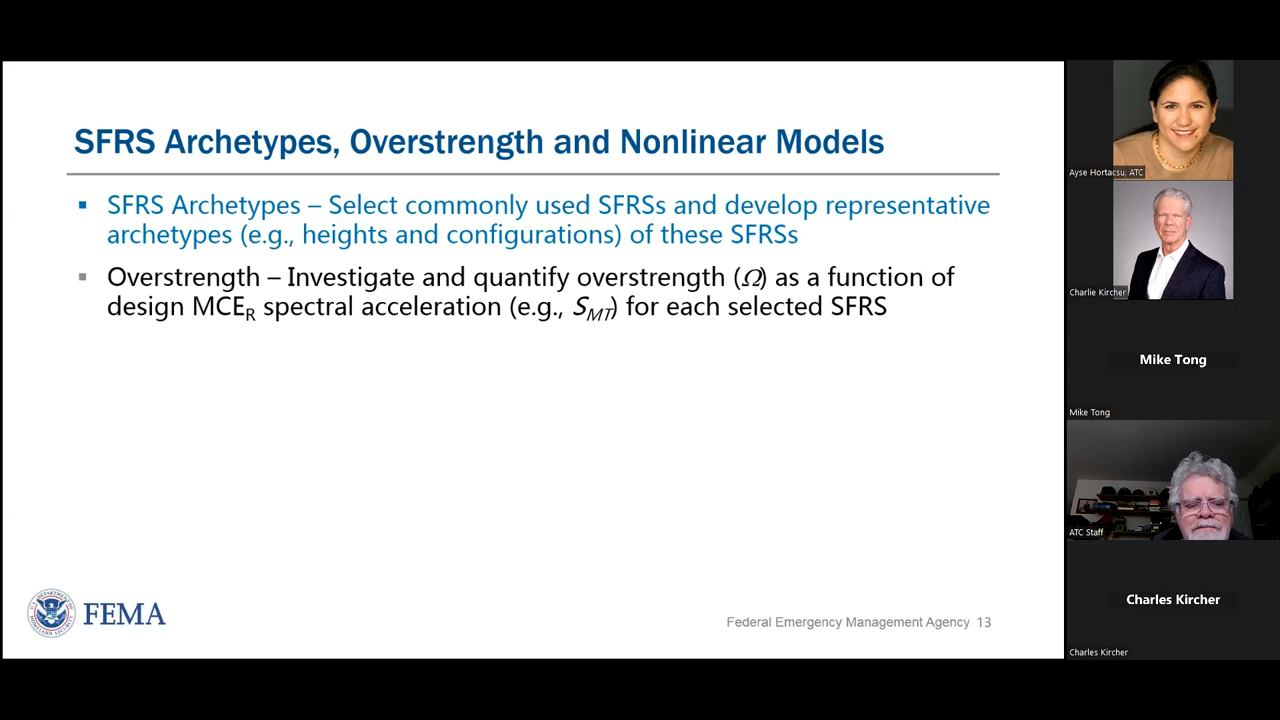 SFRS Archetypes, Overstrength and Nonlinear Models
▪ SFRS Archetypes – Select commonly used SFRSs and develop representative
archetypes (e.g., heights and configurations) of these SFRSs
▪ Overstrength – Investigate and quantify overstrength (Ω) as a function of
design MCE_R spectral acceleration (e.g., S_MT) for each selected SFRS
FEMA
Federal Emergency Management Agency 13
Ayse Hortacsu, ATC
Charlie Kircher
Mike Tong
Mike Tong
ATC Staff
Charles Kircher
Charles Kircher